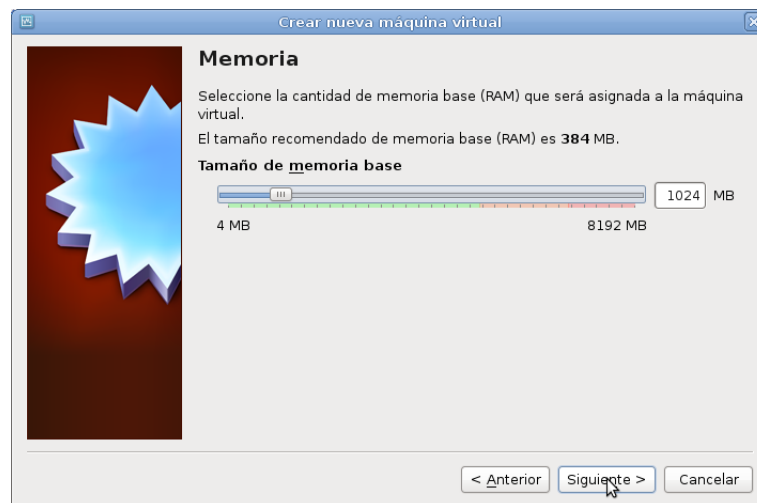 Crear nueva máquina virtual
Memoria
Seleccione la cantidad de memoria base (RAM) que será asignada a la máquina
virtual.
El tamaño recomendado de memoria base (RAM) es 384 MB.
Tamaño de memoria base
1024 MB
4 MB 8192 MB
< Anterior Siguiente > Cancelar